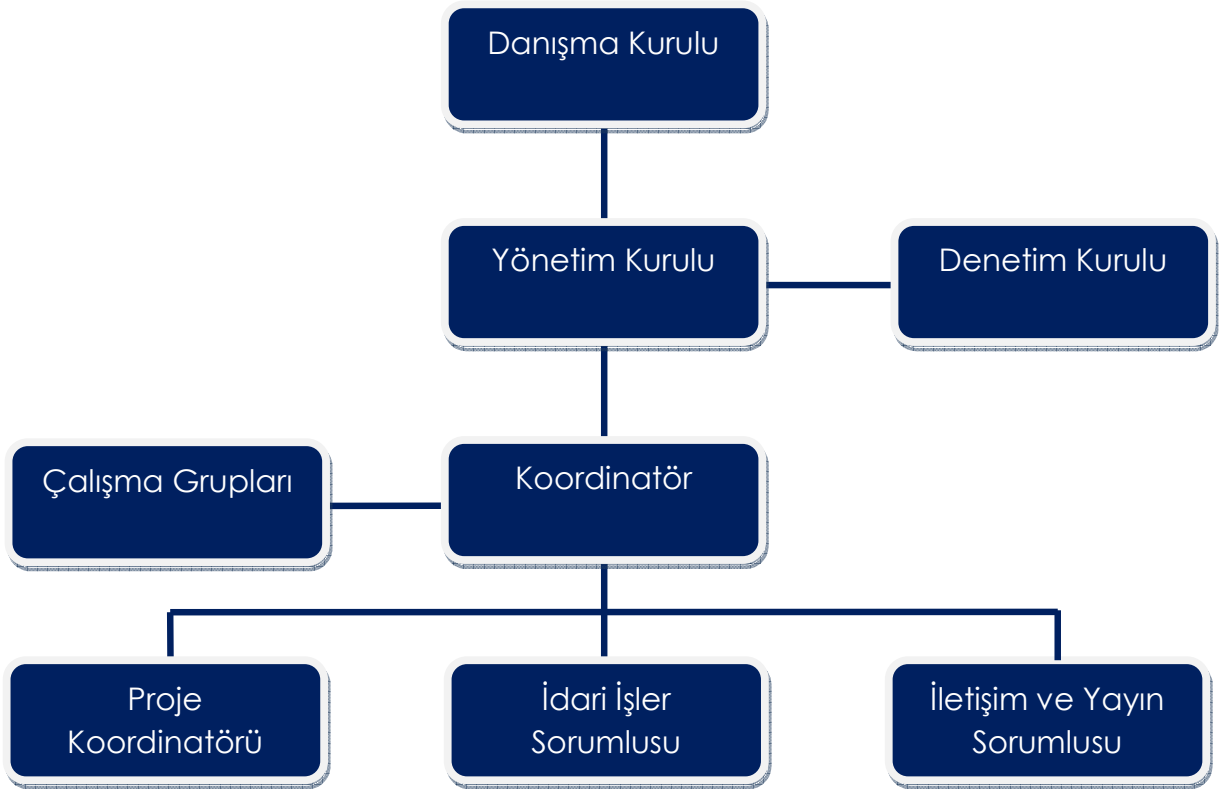 Danışma Kurulu
Yönetim Kurulu
Denetim Kurulu
Çalışma Grupları
Koordinatör
Proje
Koordinatörü
İdari İşler
Sorumlusu
İletişim ve Yayın
Sorumlusu